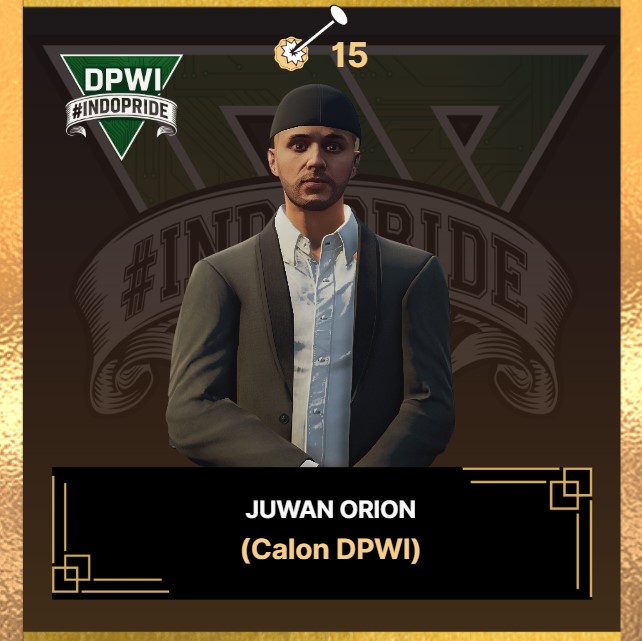 15
DPWI
#INDOPRIDE
#INDOPRIDE
JUWAN ORION
(Calon DPWI)